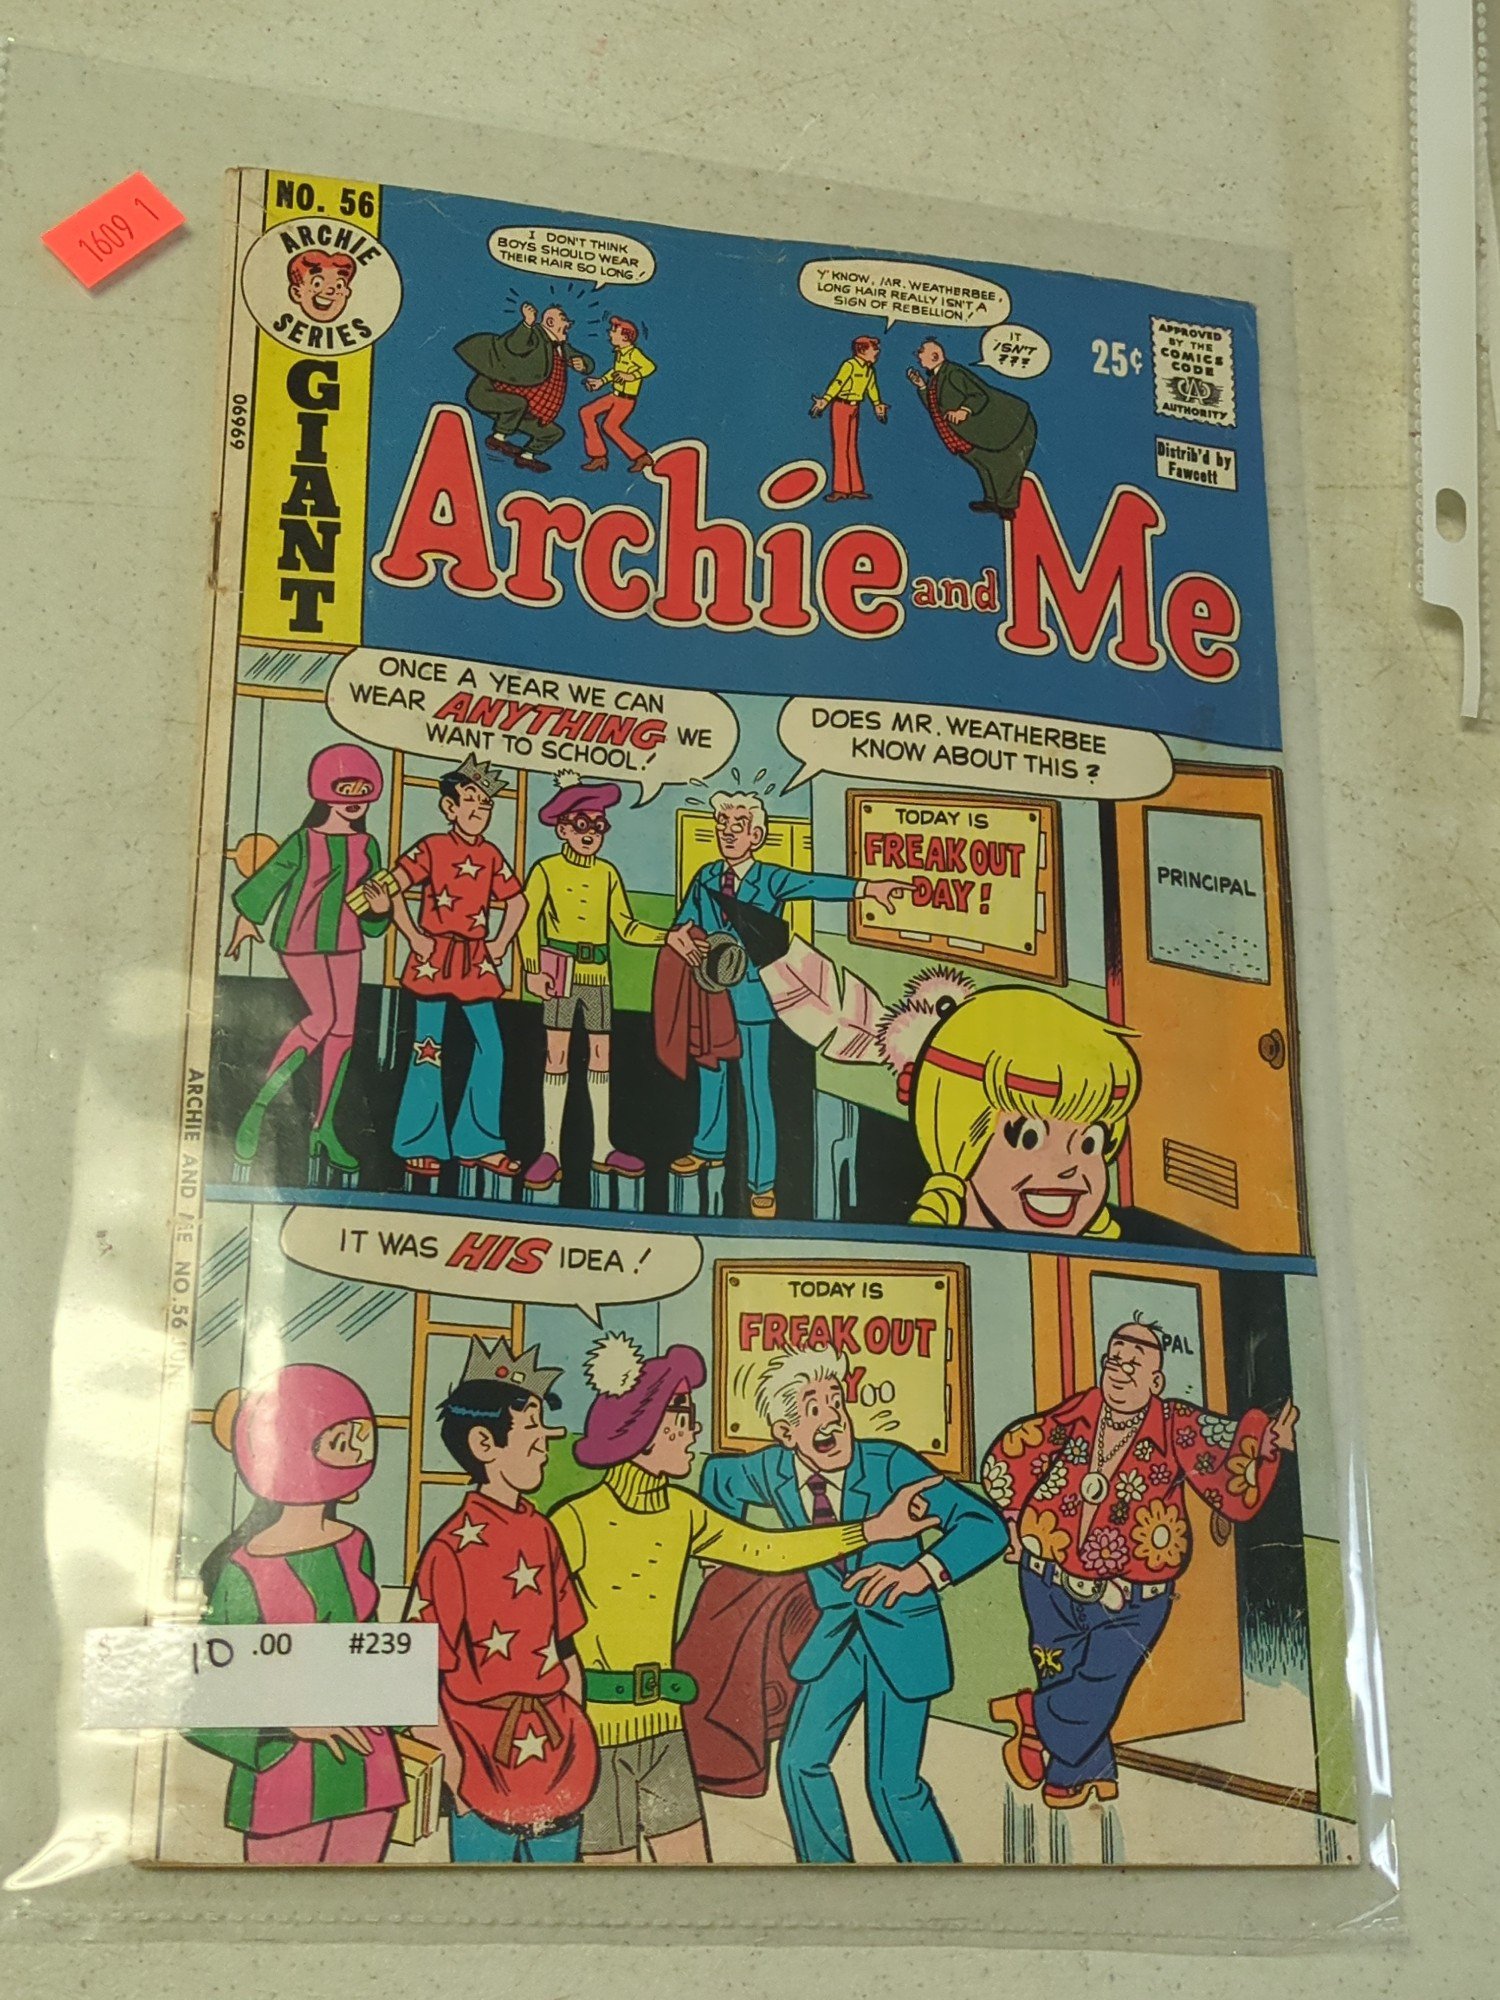 1609 1
NO. 56
ARCHIE
SERIES
GIANT
69690
I DON'T THINK
BOYS SHOULD WEAR
THEIR HAIR SO LONG!
Y'KNOW, MR. WEATHERBEE,
LONG HAIR REALLY ISN'T A
SIGN OF REBELLION!
IT
ISN'T
???
25¢
APPROVED
BY THE
COMICS
CODE
AUTHORITY
Distrib'd by
Fawcett
Archie and Me
ONCE A YEAR WE CAN
WEAR ANYTHING WE
WANT TO SCHOOL!
DOES MR. WEATHERBEE
KNOW ABOUT THIS?
TODAY IS
FREAK OUT
DAY!
PRINCIPAL
ARCHIE AND ME NO.56
IT WAS HIS IDEA!
TODAY IS
FREAK OUT
Y
PAL
10.00 #239